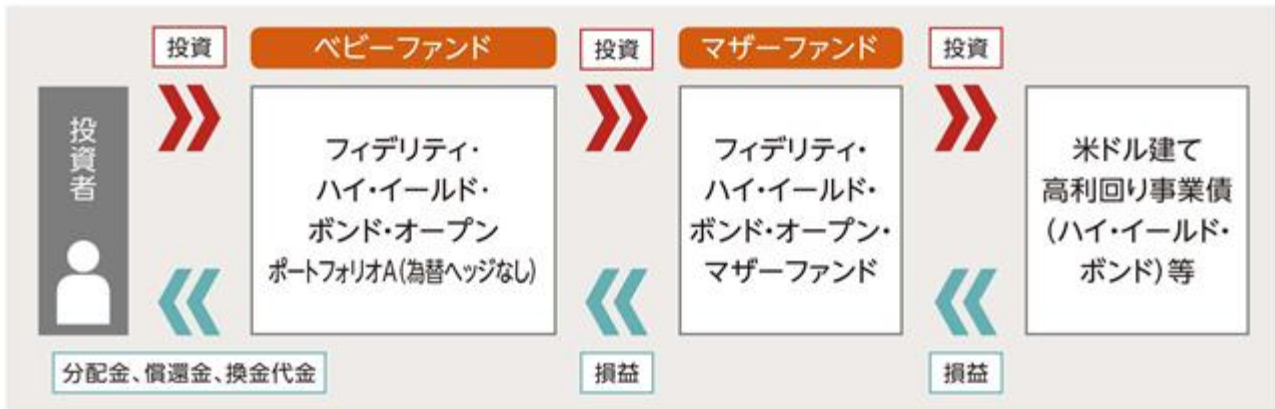 投資
ベビーファンド
投資
マザーファンド
投資
投資者
フィデリティ・
ハイ・イールド・
ボンド・オープン
ポートフォリオA(為替ヘッジなし)
フィデリティ・
ハイ・イールド・
ボンド・オープン・
マザーファンド
米ドル建て
高利回り事業債
(ハイ・イールド・
ボンド)等
分配金、償還金、換金代金
損益
損益